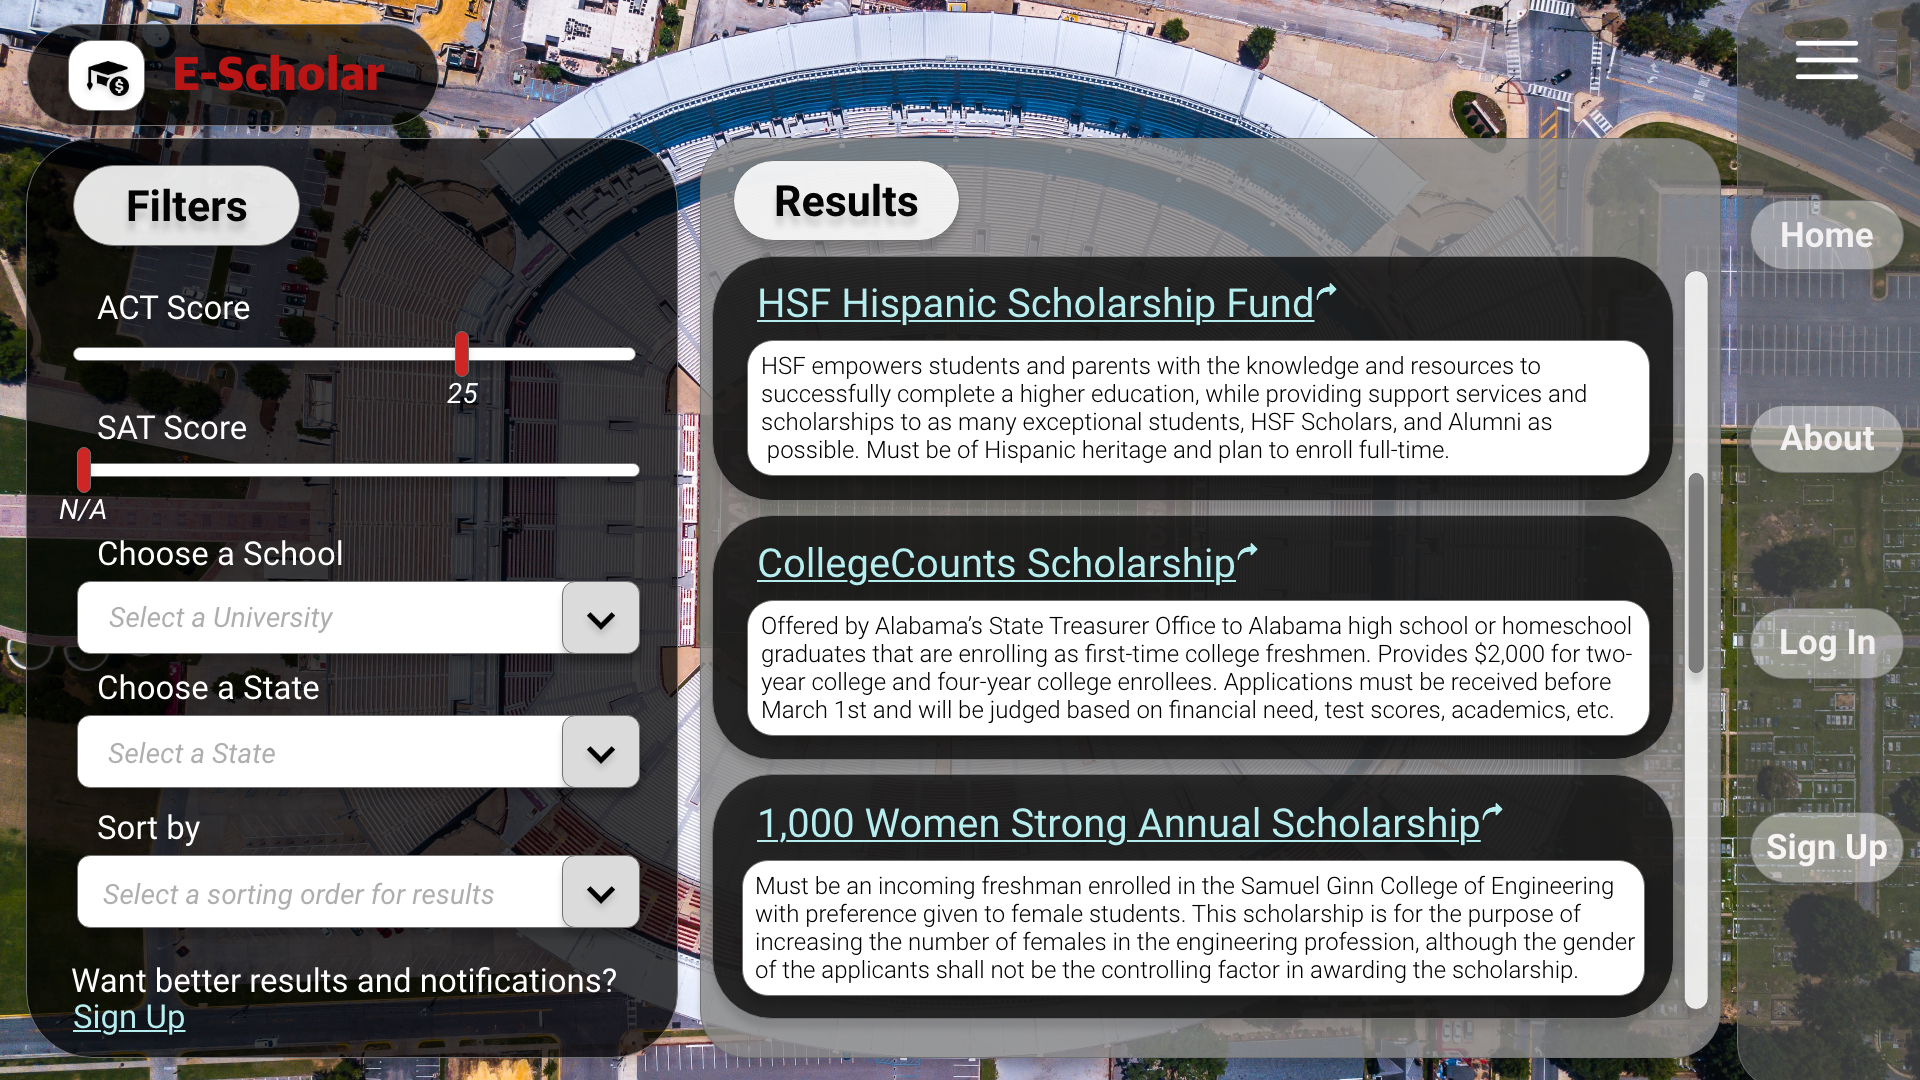 E-Scholar
Filters
ACT Score
25
SAT Score
N/A
Choose a School
Select a University
Choose a State
Select a State
Sort by
Select a sorting order for results
Want better results and notifications?
Sign Up
Results
HSF Hispanic Scholarship Fund
HSF empowers students and parents with the knowledge and resources to
successfully complete a higher education, while providing support services and
scholarships to as many exceptional students, HSF Scholars, and Alumni as
possible. Must be of Hispanic heritage and plan to enroll full-time.
CollegeCounts Scholarship
Offered by Alabama’s State Treasurer Office to Alabama high school or homeschool
graduates that are enrolling as first-time college freshmen. Provides $2,000 for two-
year college and four-year college enrollees. Applications must be received before
March 1st and will be judged based on financial need, test scores, academics, etc.
1,000 Women Strong Annual Scholarship
Must be an incoming freshman enrolled in the Samuel Ginn College of Engineering
with preference given to female students. This scholarship is for the purpose of
increasing the number of females in the engineering profession, although the gender
of the applicants shall not be the controlling factor in awarding the scholarship.
Home
About
Log In
Sign Up